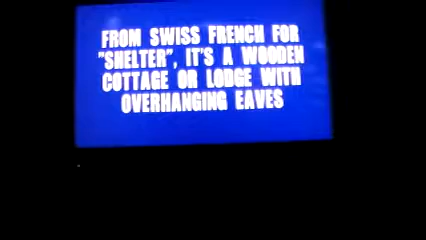 FROM SWISS FRENCH FOR
"SHELTER", IT'S A WOODEN
COTTAGE OR LODGE WITH
OVERHANGING EAVES